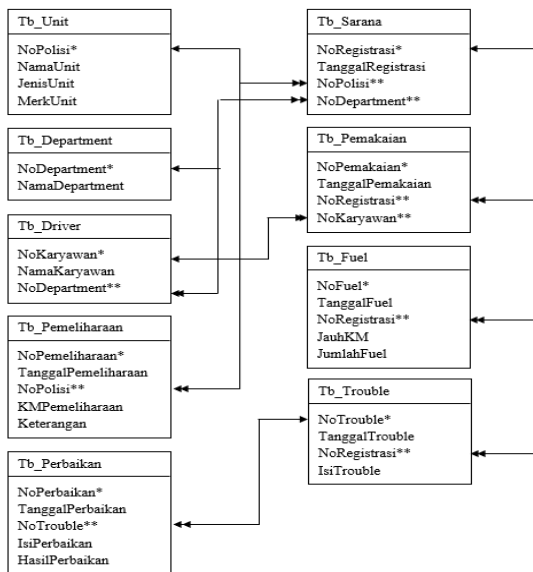 Tb_Unit
NoPolisi*
NamaUnit
JenisUnit
MerkUnit
Tb_Department
NoDepartment*
NamaDepartment
Tb_Driver
NoKaryawan*
NamaKaryawan
NoDepartment**
Tb_Pemeliharaan
NoPemeliharaan*
TanggalPemeliharaan
NoPolisi**
KMPemeliharaan
Keterangan
Tb_Perbaikan
NoPerbaikan*
TanggalPerbaikan
NoTrouble**
IsiPerbaikan
HasilPerbaikan
Tb_Sarana
NoRegistrasi*
TanggalRegistrasi
NoPolisi**
NoDepartment**
Tb_Pemakaian
NoPemakaian*
TanggalPemakaian
NoRegistrasi**
NoKaryawan**
Tb_Fuel
NoFuel*
TanggalFuel
NoRegistrasi**
JauhKM
JumlahFuel
Tb_Trouble
NoTrouble*
TanggalTrouble
NoRegistrasi**
IsiTrouble